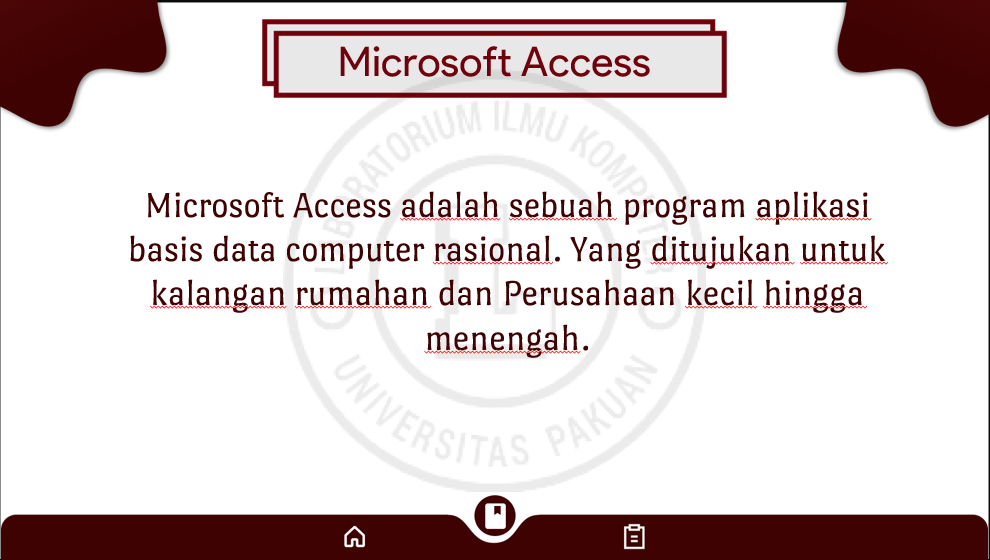 Microsoft Access
LABORATORIUM ILMU KOMPUTER
Microsoft Access adalah sebuah program aplikasi
basis data computer rasional. Yang ditujukan untuk
kalangan rumahan dan Perusahaan kecil hingga
menengah.
UNIVERSITAS PAKUAN